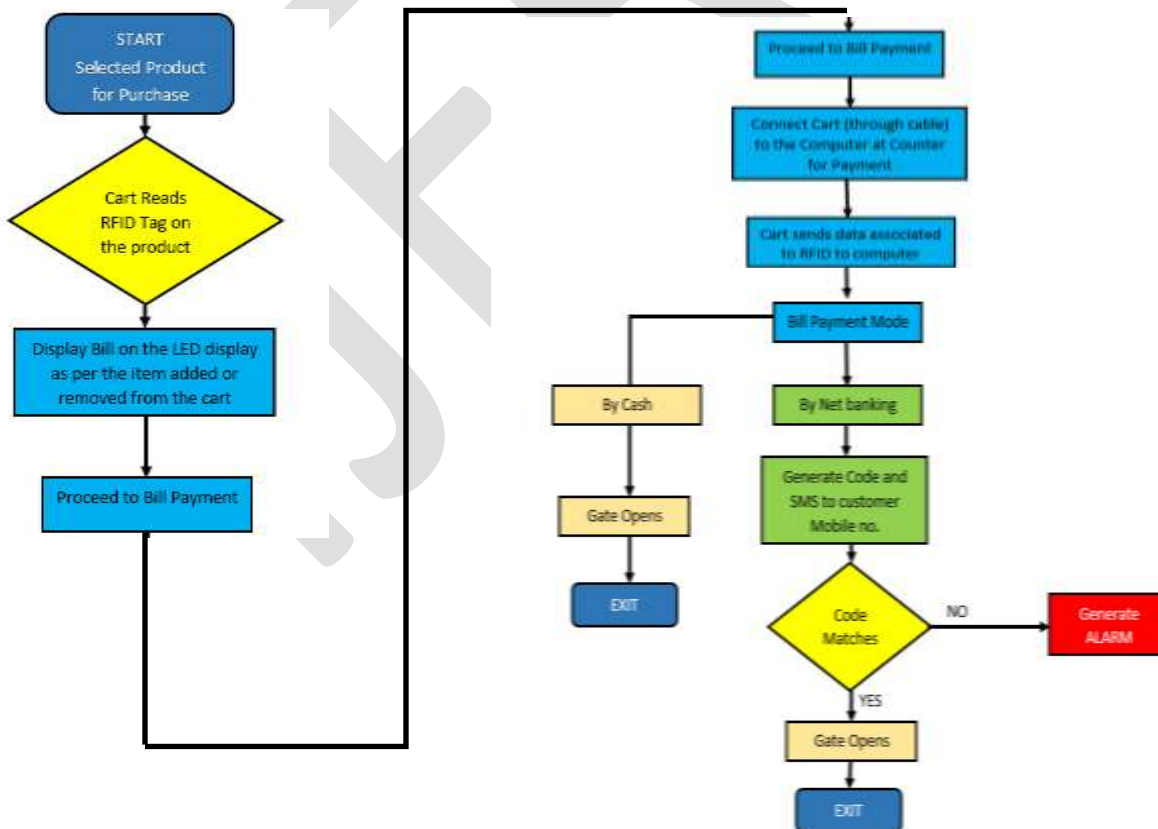 START
Selected Product
for Purchase
Cart Reads
RFID Tag on
the product
Display Bill on the LED display
as per the item added or
removed from the cart
Proceed to Bill Payment
Proceed to Bill Payment
Connect Cart (through cable)
to the Computer at Counter
for Payment
Cart sends data associated
to RFID to computer
Bill Payment Mode
By Cash
Gate Opens
EXIT
By Net banking
Generate Code and
SMS to customer
Mobile no.
Code
Matches
NO
Generate
ALARM
YES
Gate Opens
EXIT